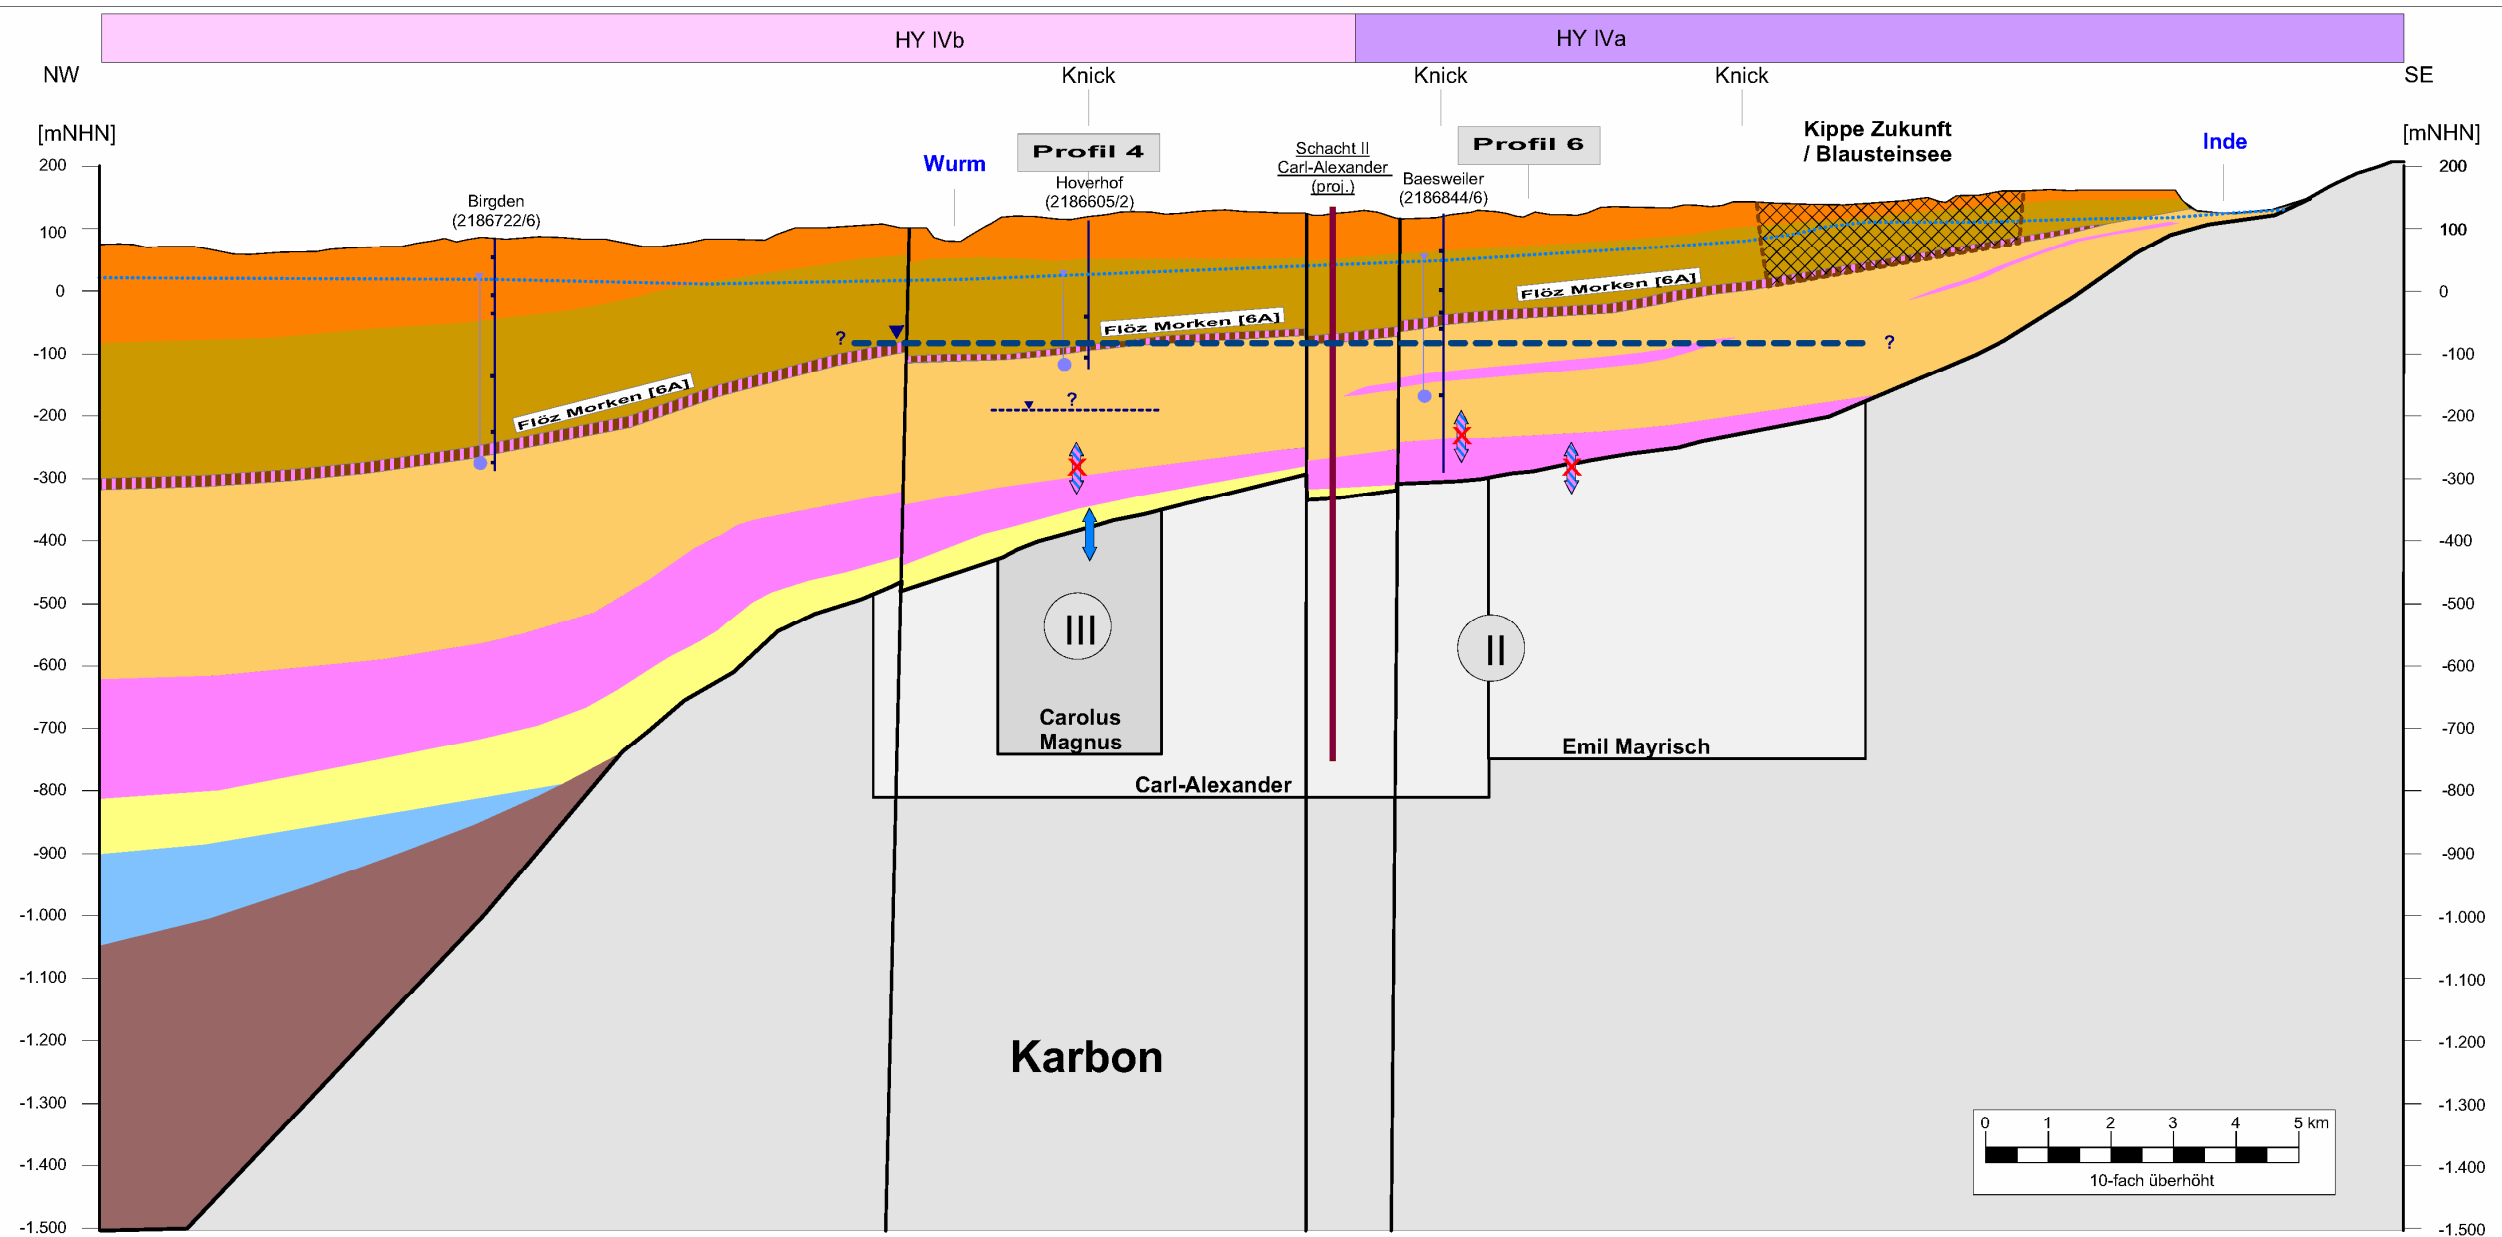 HY IVb
HY IVa
NW
Knick
Knick
Knick
SE
[mNHN]
[mNHN]
Kippe Zukunft
/ Blausteinsee
Inde
Wurm
Profil 4
Profil 6
Schacht II
Carl-Alexander
(proj.)
Birgden
(2186722/6)
Hoverhof
(2186605/2)
Baesweiler
(2186844/6)
200
100
0
-100
-200
-300
-400
-500
-600
-700
-800
-900
-1.000
-1.100
-1.200
-1.300
-1.400
-1.500
200
100
0
-100
-200
-300
-400
-500
-600
-700
-800
-900
-1.000
-1.100
-1.200
-1.300
-1.400
-1.500
Flöz Morken [6A]
Flöz Morken [6A]
Flöz Morken [6A]
?
?
?
III
II
Carolus
Magnus
Emil Mayrisch
Carl-Alexander
Karbon
0 1 2 3 4 5 km
10-fach überhöht